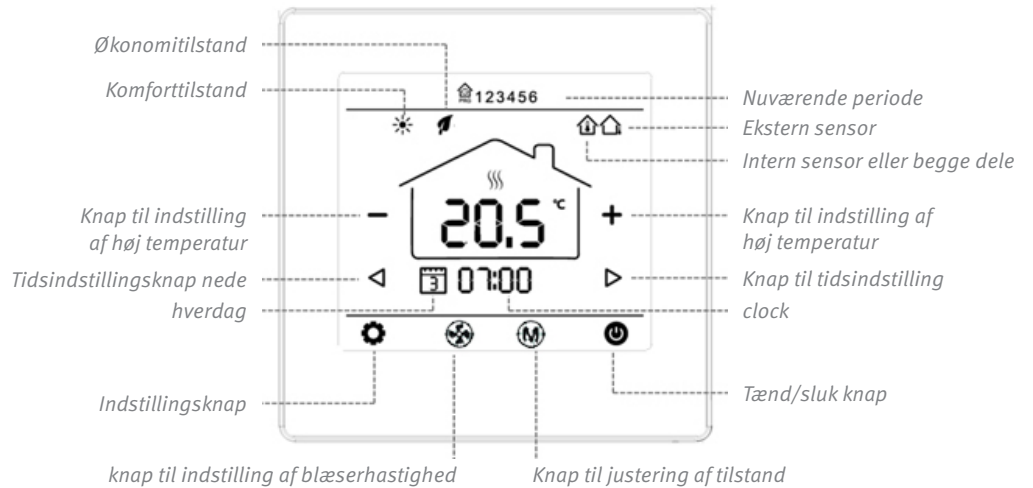 Økonomitilstand
Komforttilstand
PRG 123456
Nuværende periode
Ekstern sensor
Intern sensor eller begge dele
Knap til indstilling
af høj temperatur
20.5 °C
Knap til indstilling af
høj temperatur
Tidsindstillingsknap nede
3 07:00
Knap til tidsindstilling
hverdag
clock
M
Indstillingsknap
Tænd/sluk knap
knap til indstilling af blæserhastighed
Knap til justering af tilstand